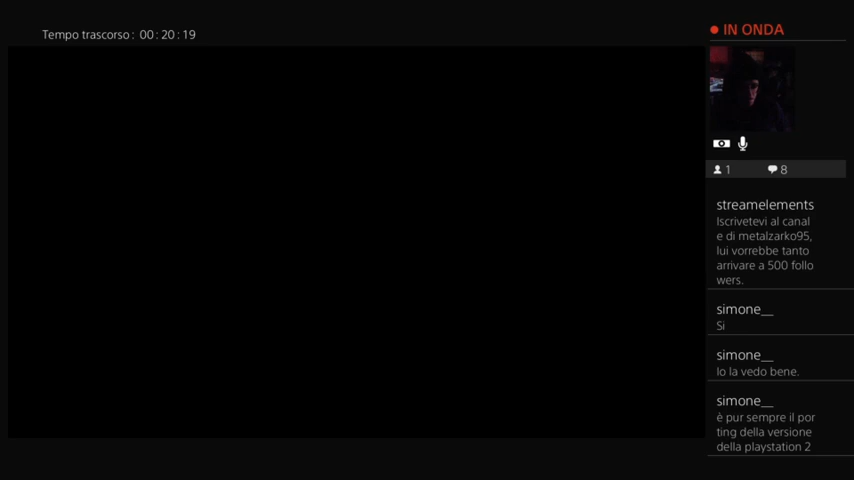 Tempo trascorso: 00:20:19
IN ONDA
1 8
streamelements
Iscrivetevi al canal
e di metalzarko95,
lui vorrebbe tanto
arrivare a 500 follo
wers.
simone__
Si
simone__
Io la vedo bene.
simone__
è pur sempre il por
ting della versione
della playstation 2